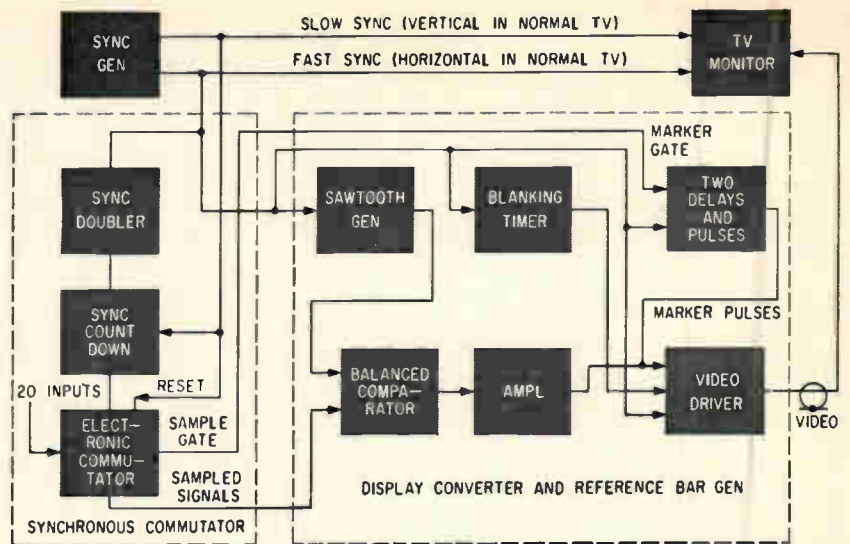 SYNC
GEN
SLOW SYNC (VERTICAL IN NORMAL TV)
FAST SYNC (HORIZONTAL IN NORMAL TV)
TV
MONITOR
SYNC
DOUBLER
SYNC
COUNT
DOWN
20 INPUTS
RESET
ELECT-
RONIC
COMMU-
TATOR
SAMPLE
GATE
SAMPLED
SIGNALS
SYNCHRONOUS COMMUTATOR
SAWTOOTH
GEN
BLANKING
TIMER
MARKER
GATE
TWO
DELAYS
AND
PULSES
MARKER PULSES
BALANCED
COMPA-
RATOR
AMPL
VIDEO
DRIVER
VIDEO
DISPLAY CONVERTER AND REFERENCE BAR GEN